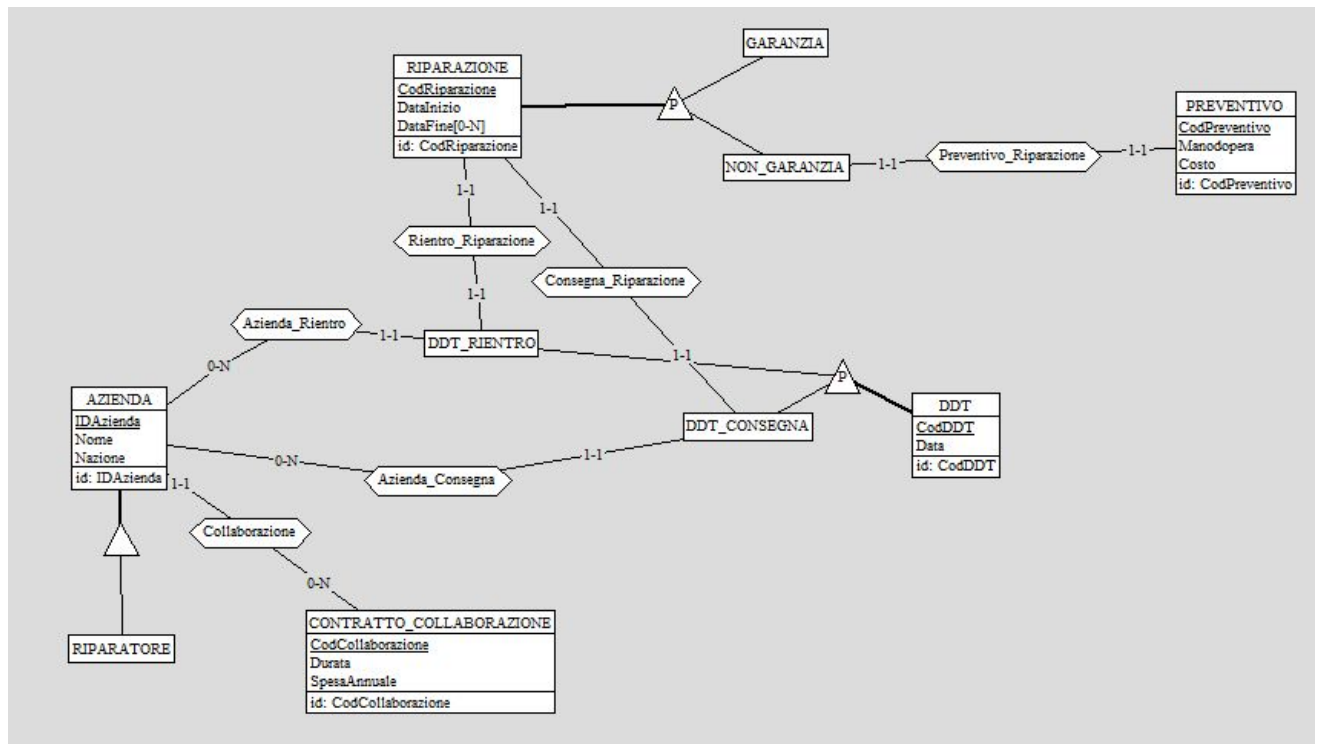 GARANZIA
RIPARAZIONE
CodRiparazione
DataInizio
DataFine[0-N]
id: CodRiparazione
P
PREVENTIVO
CodPreventivo
Manodopera
Costo
id: CodPreventivo
NON_GARANZIA
1-1
Preventivo_Riparazione
1-1
1-1
1-1
Rientro_Riparazione
Consegna_Riparazione
1-1
Azienda_Rientro
1-1
DDT_RIENTRO
1-1
0-N
P
AZIENDA
IDAzienda
Nome
Nazione
id: IDAzienda
DDT
CodDDT
Data
id: CodDDT
DDT_CONSEGNA
0-N
1-1
Azienda_Consegna
1-1
Collaborazione
0-N
CONTRATTO_COLLABORAZIONE
CodCollaborazione
Durata
SpesaAnnuale
id: CodCollaborazione
RIPARATORE